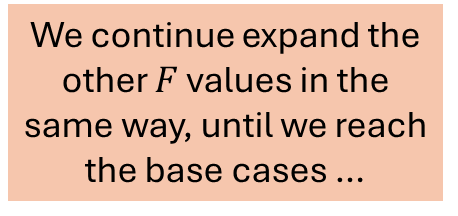 We continue expand the
other F values in the
same way, until we reach
the base cases ...